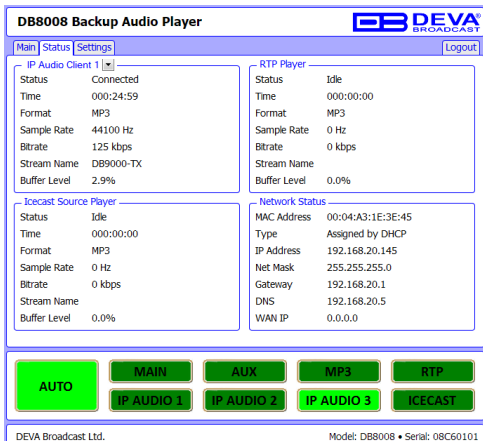 DB8008 Backup Audio Player
DEVA BROADCAST
Main Status Settings Logout
IP Audio Client 1
Status Connected
Time 000:24:59
Format MP3
Sample Rate 44100 Hz
Bitrate 125 kbps
Stream Name DB9000-TX
Buffer Level 2.9%
RTP Player
Status Idle
Time 000:00:00
Format MP3
Sample Rate 0 Hz
Bitrate 0 kbps
Stream Name
Buffer Level 0.0%
Icecast Source Player
Status Idle
Time 000:00:00
Format MP3
Sample Rate 0 Hz
Bitrate 0 kbps
Stream Name
Buffer Level 0.0%
Network Status
MAC Address 00:04:A3:1E:3E:45
Type Assigned by DHCP
IP Address 192.168.20.145
Net Mask 255.255.255.0
Gateway 192.168.20.1
DNS 192.168.20.5
WAN IP 0.0.0.0
AUTO
MAIN AUX MP3 RTP
IP AUDIO 1 IP AUDIO 2 IP AUDIO 3 ICECAST
DEVA Broadcast Ltd. Model: DB8008 • Serial: 08C60101